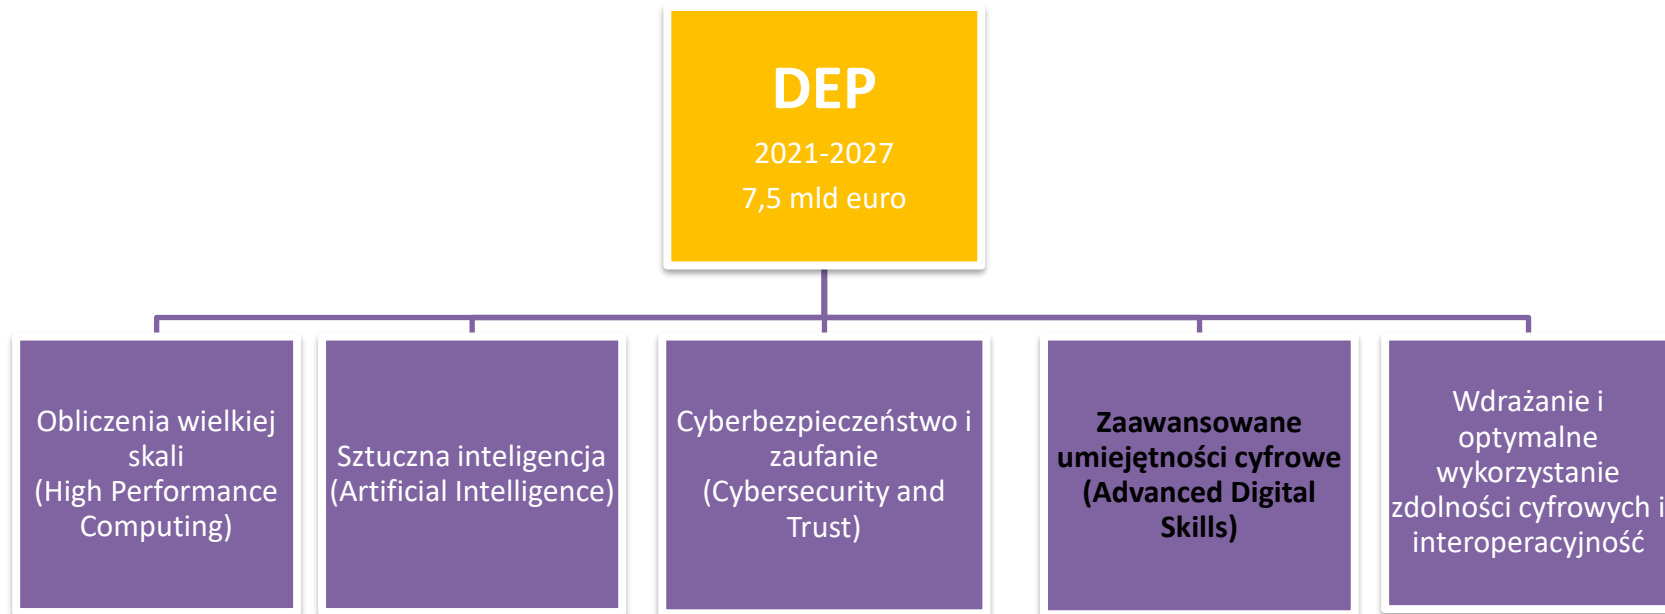 DEP
2021-2027
7,5 mld euro
Obliczenia wielkiej
skali
(High Performance
Computing)
Sztuczna inteligencja
(Artificial Intelligence)
Cyberbezpieczeństwo i
zaufanie
(Cybersecurity and
Trust)
Zaawansowane
umiejętności cyfrowe
(Advanced Digital
Skills)
Wdrażanie i
optymalne
wykorzystanie
zdolności cyfrowych i
interoperacyjność